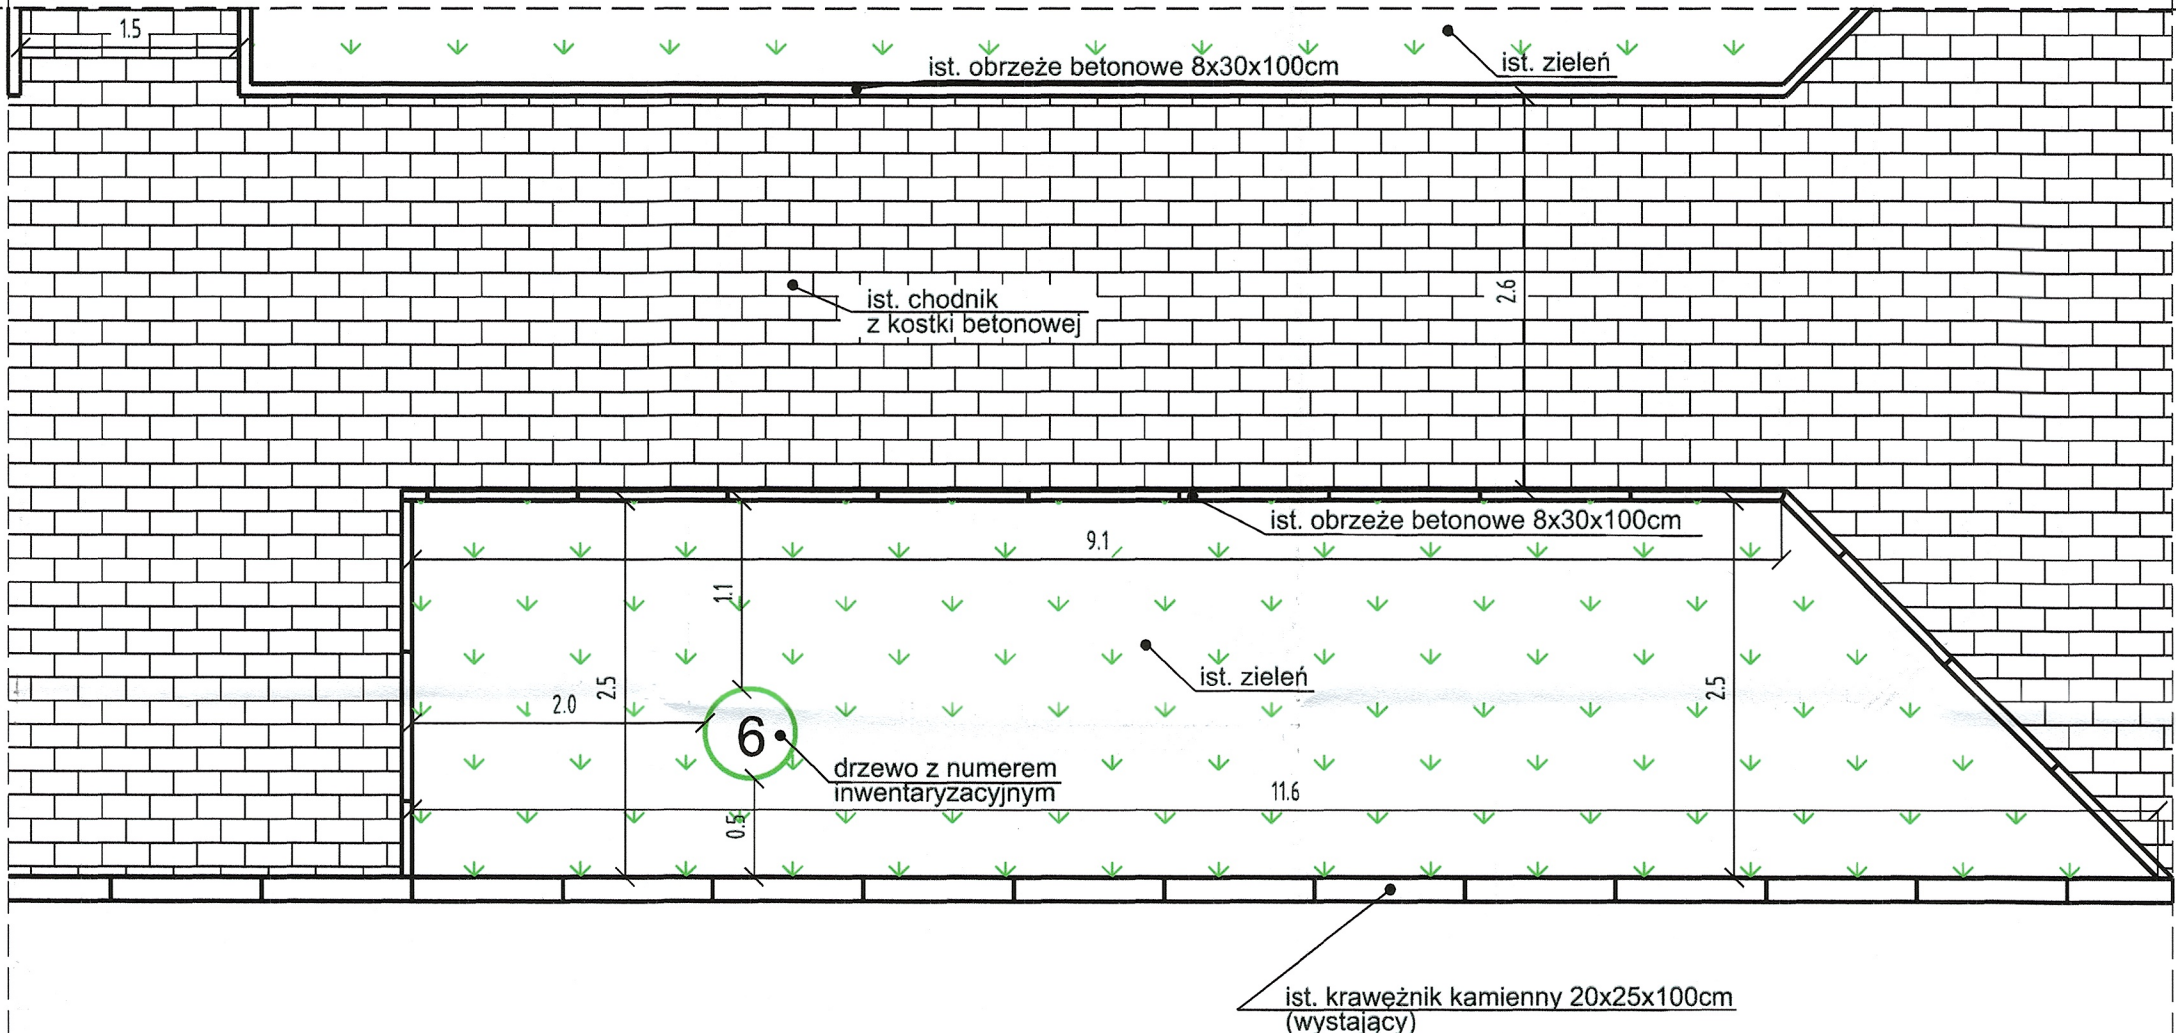 1.5
ist. zieleń
ist. obrzeże betonowe 8x30x100cm
2.6
ist. chodnik
z kostki betonowej
ist. obrzeże betonowe 8x30x100cm
9.1
1.1
ist. zieleń
2.5
2.5
2.0
6
drzewo z numerem
inwentaryzacyjnym
11.6
0.5
ist. krawężnik kamienny 20x25x100cm
(wystający)